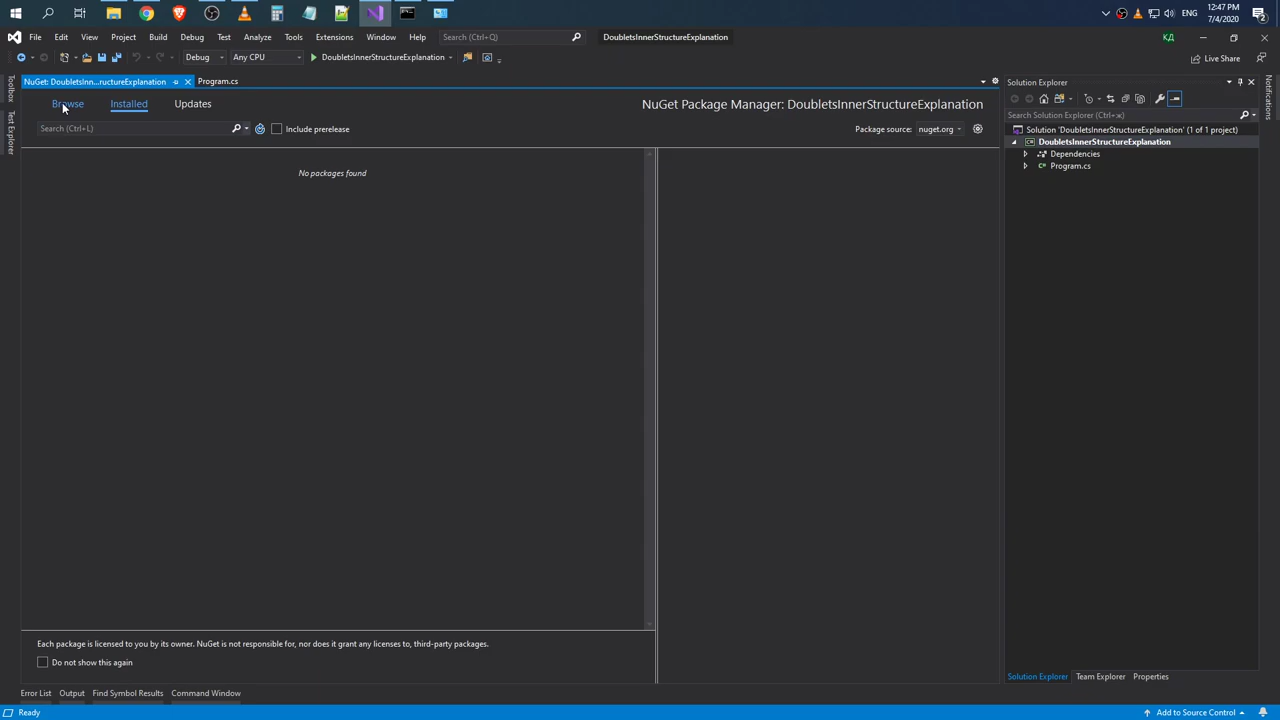 ENG
12:47 PM
7/4/2020
2
File Edit View Project Build Debug Test Analyze Tools Extensions Window Help Search (Ctrl+Q) DoubletsInnerStructureExplanation КД
Debug Any CPU DoubletsInnerStructureExplanation Live Share
NuGet: DoubletsInn...ructureExplanation Program.cs
Toolbox
Test Explorer
Browse Installed Updates
NuGet Package Manager: DoubletsInnerStructureExplanation
Search (Ctrl+L) Include prerelease Package source: nuget.org
No packages found
Each package is licensed to you by its owner. NuGet is not responsible for, nor does it grant any licenses to, third-party packages.
Do not show this again
Solution Explorer
Search Solution Explorer (Ctrl+ж)
Solution 'DoubletsInnerStructureExplanation' (1 of 1 project)
DoubletsInnerStructureExplanation
Dependencies
C# Program.cs
Solution Explorer Team Explorer Properties
Notifications
Error List Output Find Symbol Results Command Window
Ready Add to Source Control